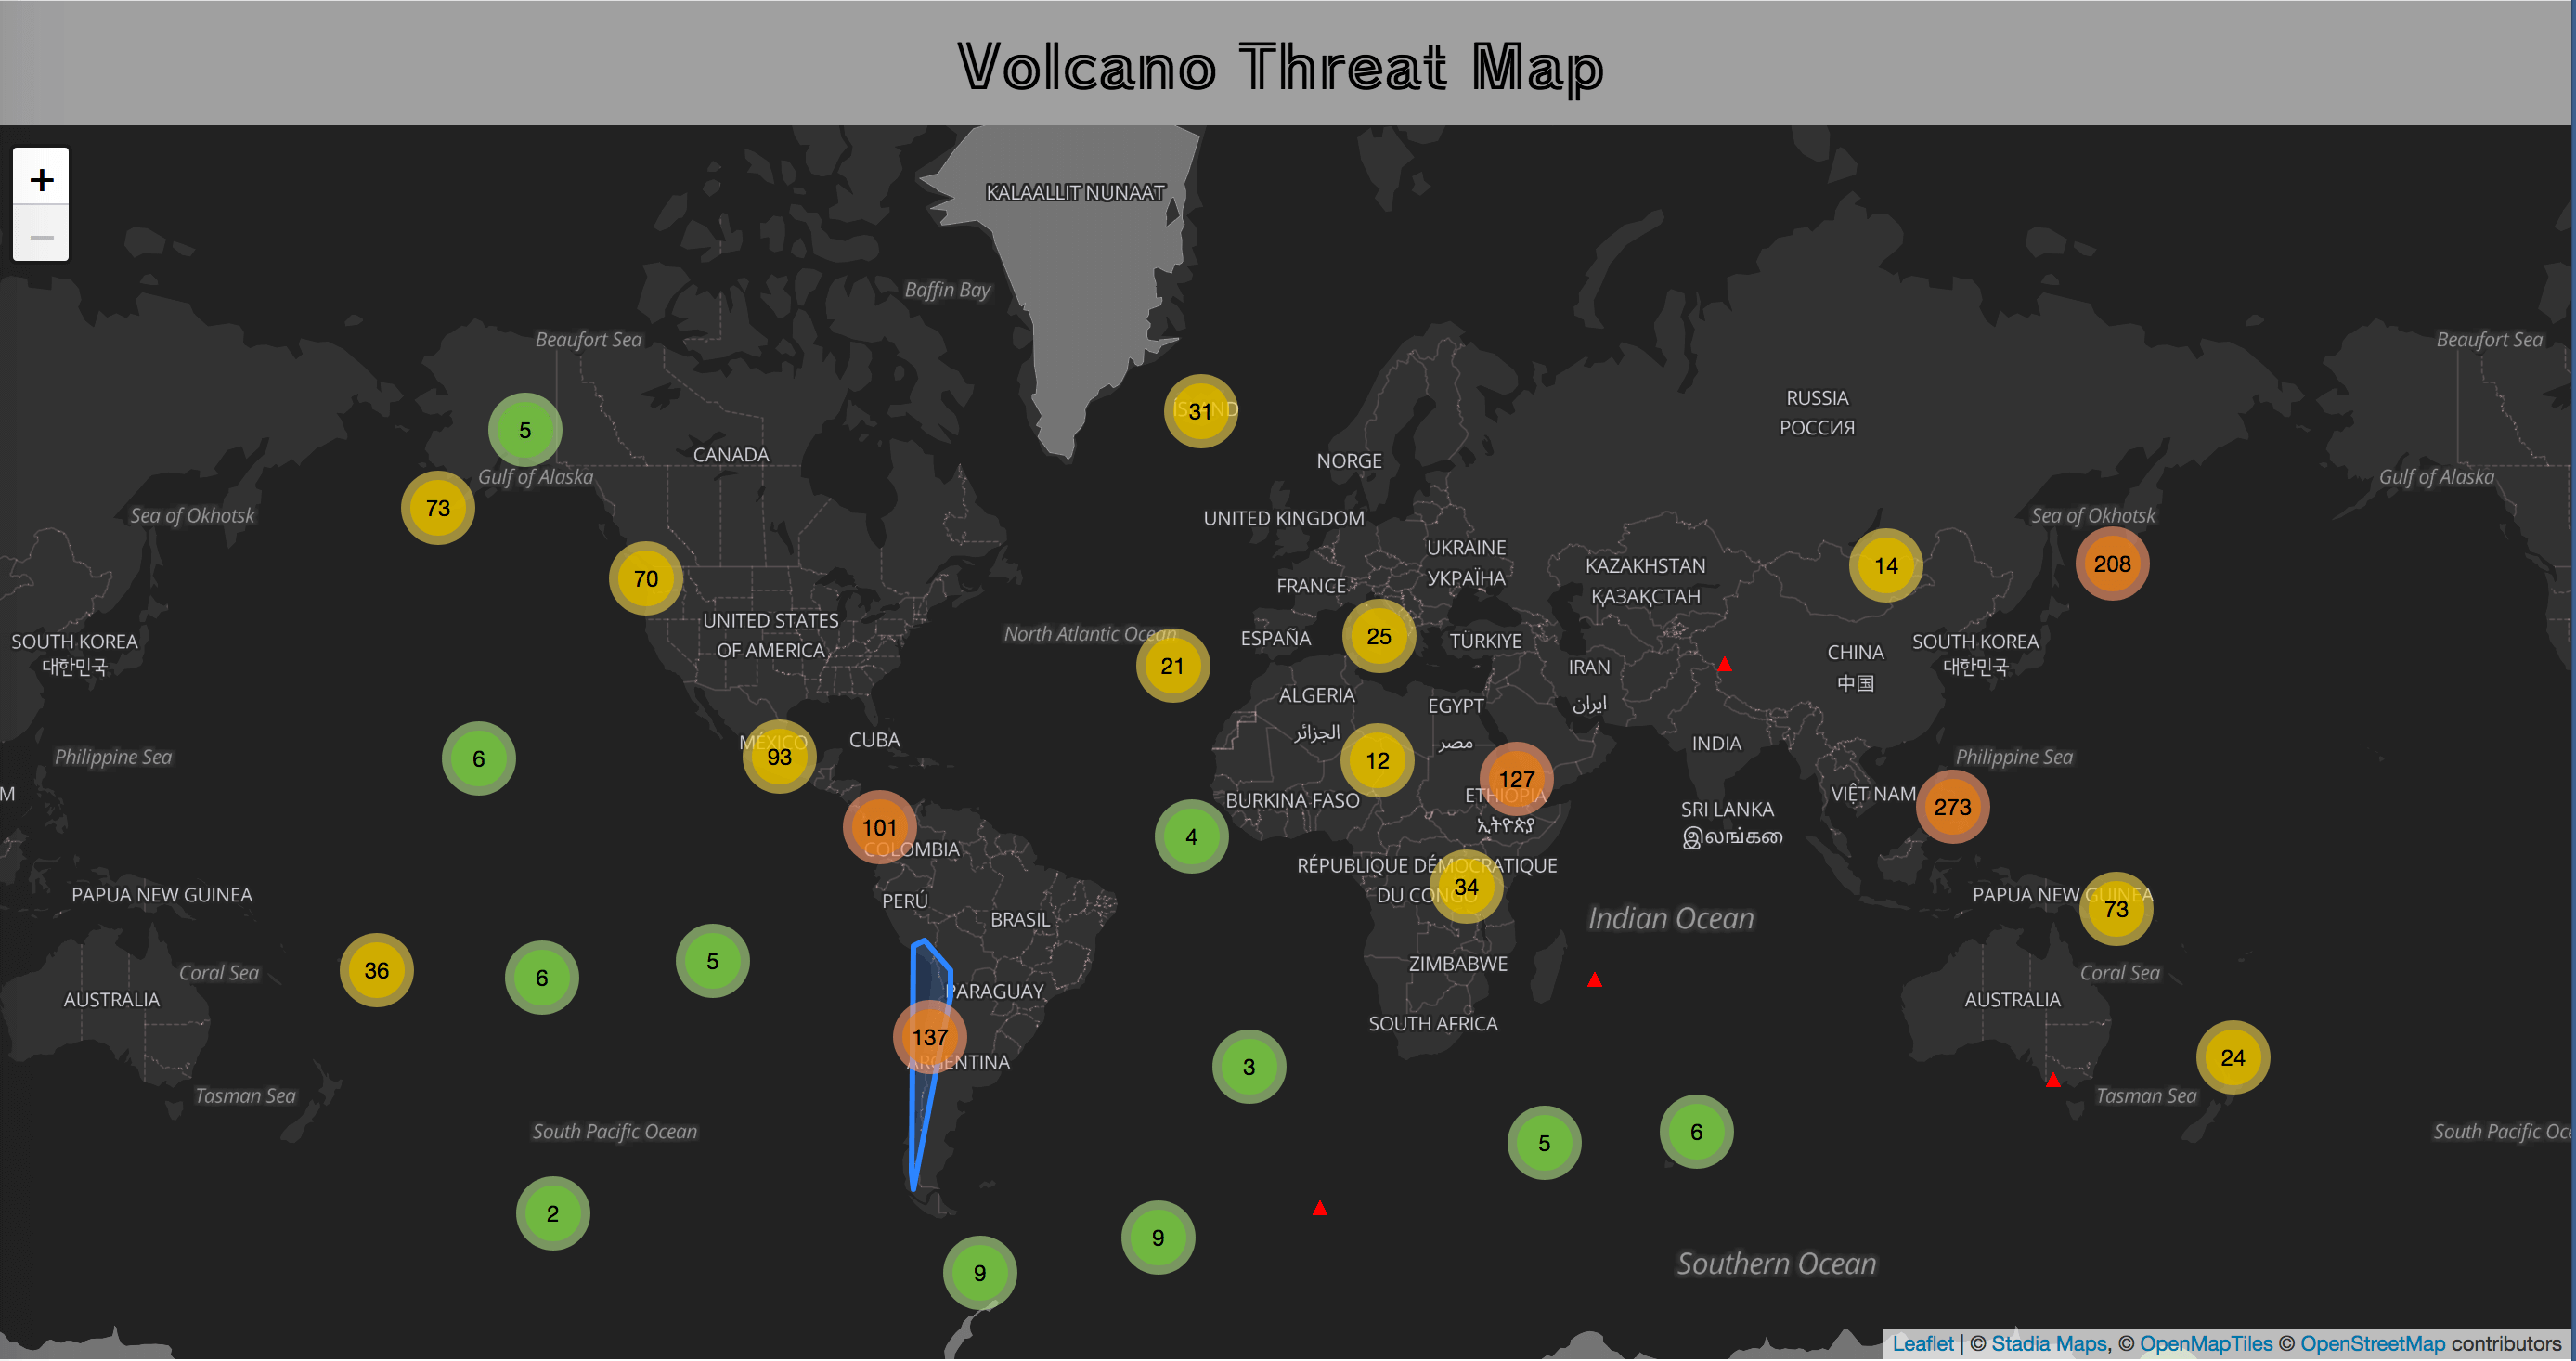 Volcano Threat Map
+
−
KALAALLIT NUNAAT
Baffin Bay
Beaufort Sea
Beaufort Sea
RUSSIA
РОССИЯ
31
5
CANADA
NORGE
Gulf of Alaska
Gulf of Alaska
73
Sea of Okhotsk
Sea of Okhotsk
UNITED KINGDOM
UKRAINE
УКРАЇНА
KAZAKHSTAN
ҚАЗАҚСТАН
14
208
70
FRANCE
UNITED STATES
OF AMERICA
North Atlantic Ocean
ESPAÑA
25
TÜRKIYE
SOUTH KOREA
대한민국
SOUTH KOREA
대한민국
CHINA
中国
21
IRAN
ایران
ALGERIA
الجزائر
EGYPT
مصر
MÉXICO
93
CUBA
INDIA
6
Philippine Sea
Philippine Sea
12
127
ETHIOPIA
ኢትዮጵያ
M
VIỆT NAM
273
BURKINA FASO
SRI LANKA
இலங்கை
101
COLOMBIA
4
RÉPUBLIQUE DÉMOCRATIQUE
DU CONGO
34
PAPUA NEW GUINEA
PAPUA NEW GUINEA
73
PERÚ
BRASIL
Indian Ocean
36
6
5
Coral Sea
Coral Sea
ZIMBABWE
AUSTRALIA
AUSTRALIA
PARAGUAY
SOUTH AFRICA
137
ARGENTINA
3
24
Tasman Sea
Tasman Sea
South Pacific Ocean
South Pacific Oce
5
6
2
9
9
Southern Ocean
Leaflet | © Stadia Maps, © OpenMapTiles © OpenStreetMap contributors